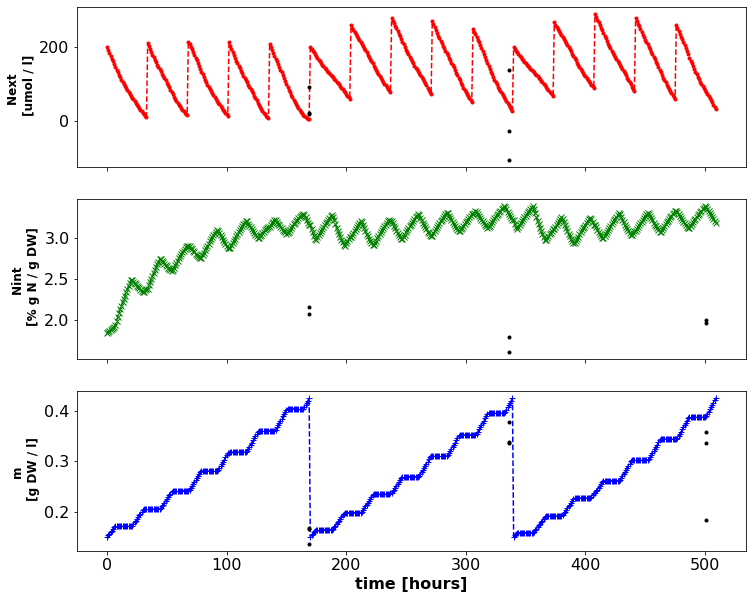 Next
[umol / l]
200
0
Nint
[% g N / g DW]
3.0
2.5
2.0
m
[g DW / l]
0.4
0.3
0.2
0 100 200 300 400 500
time [hours]